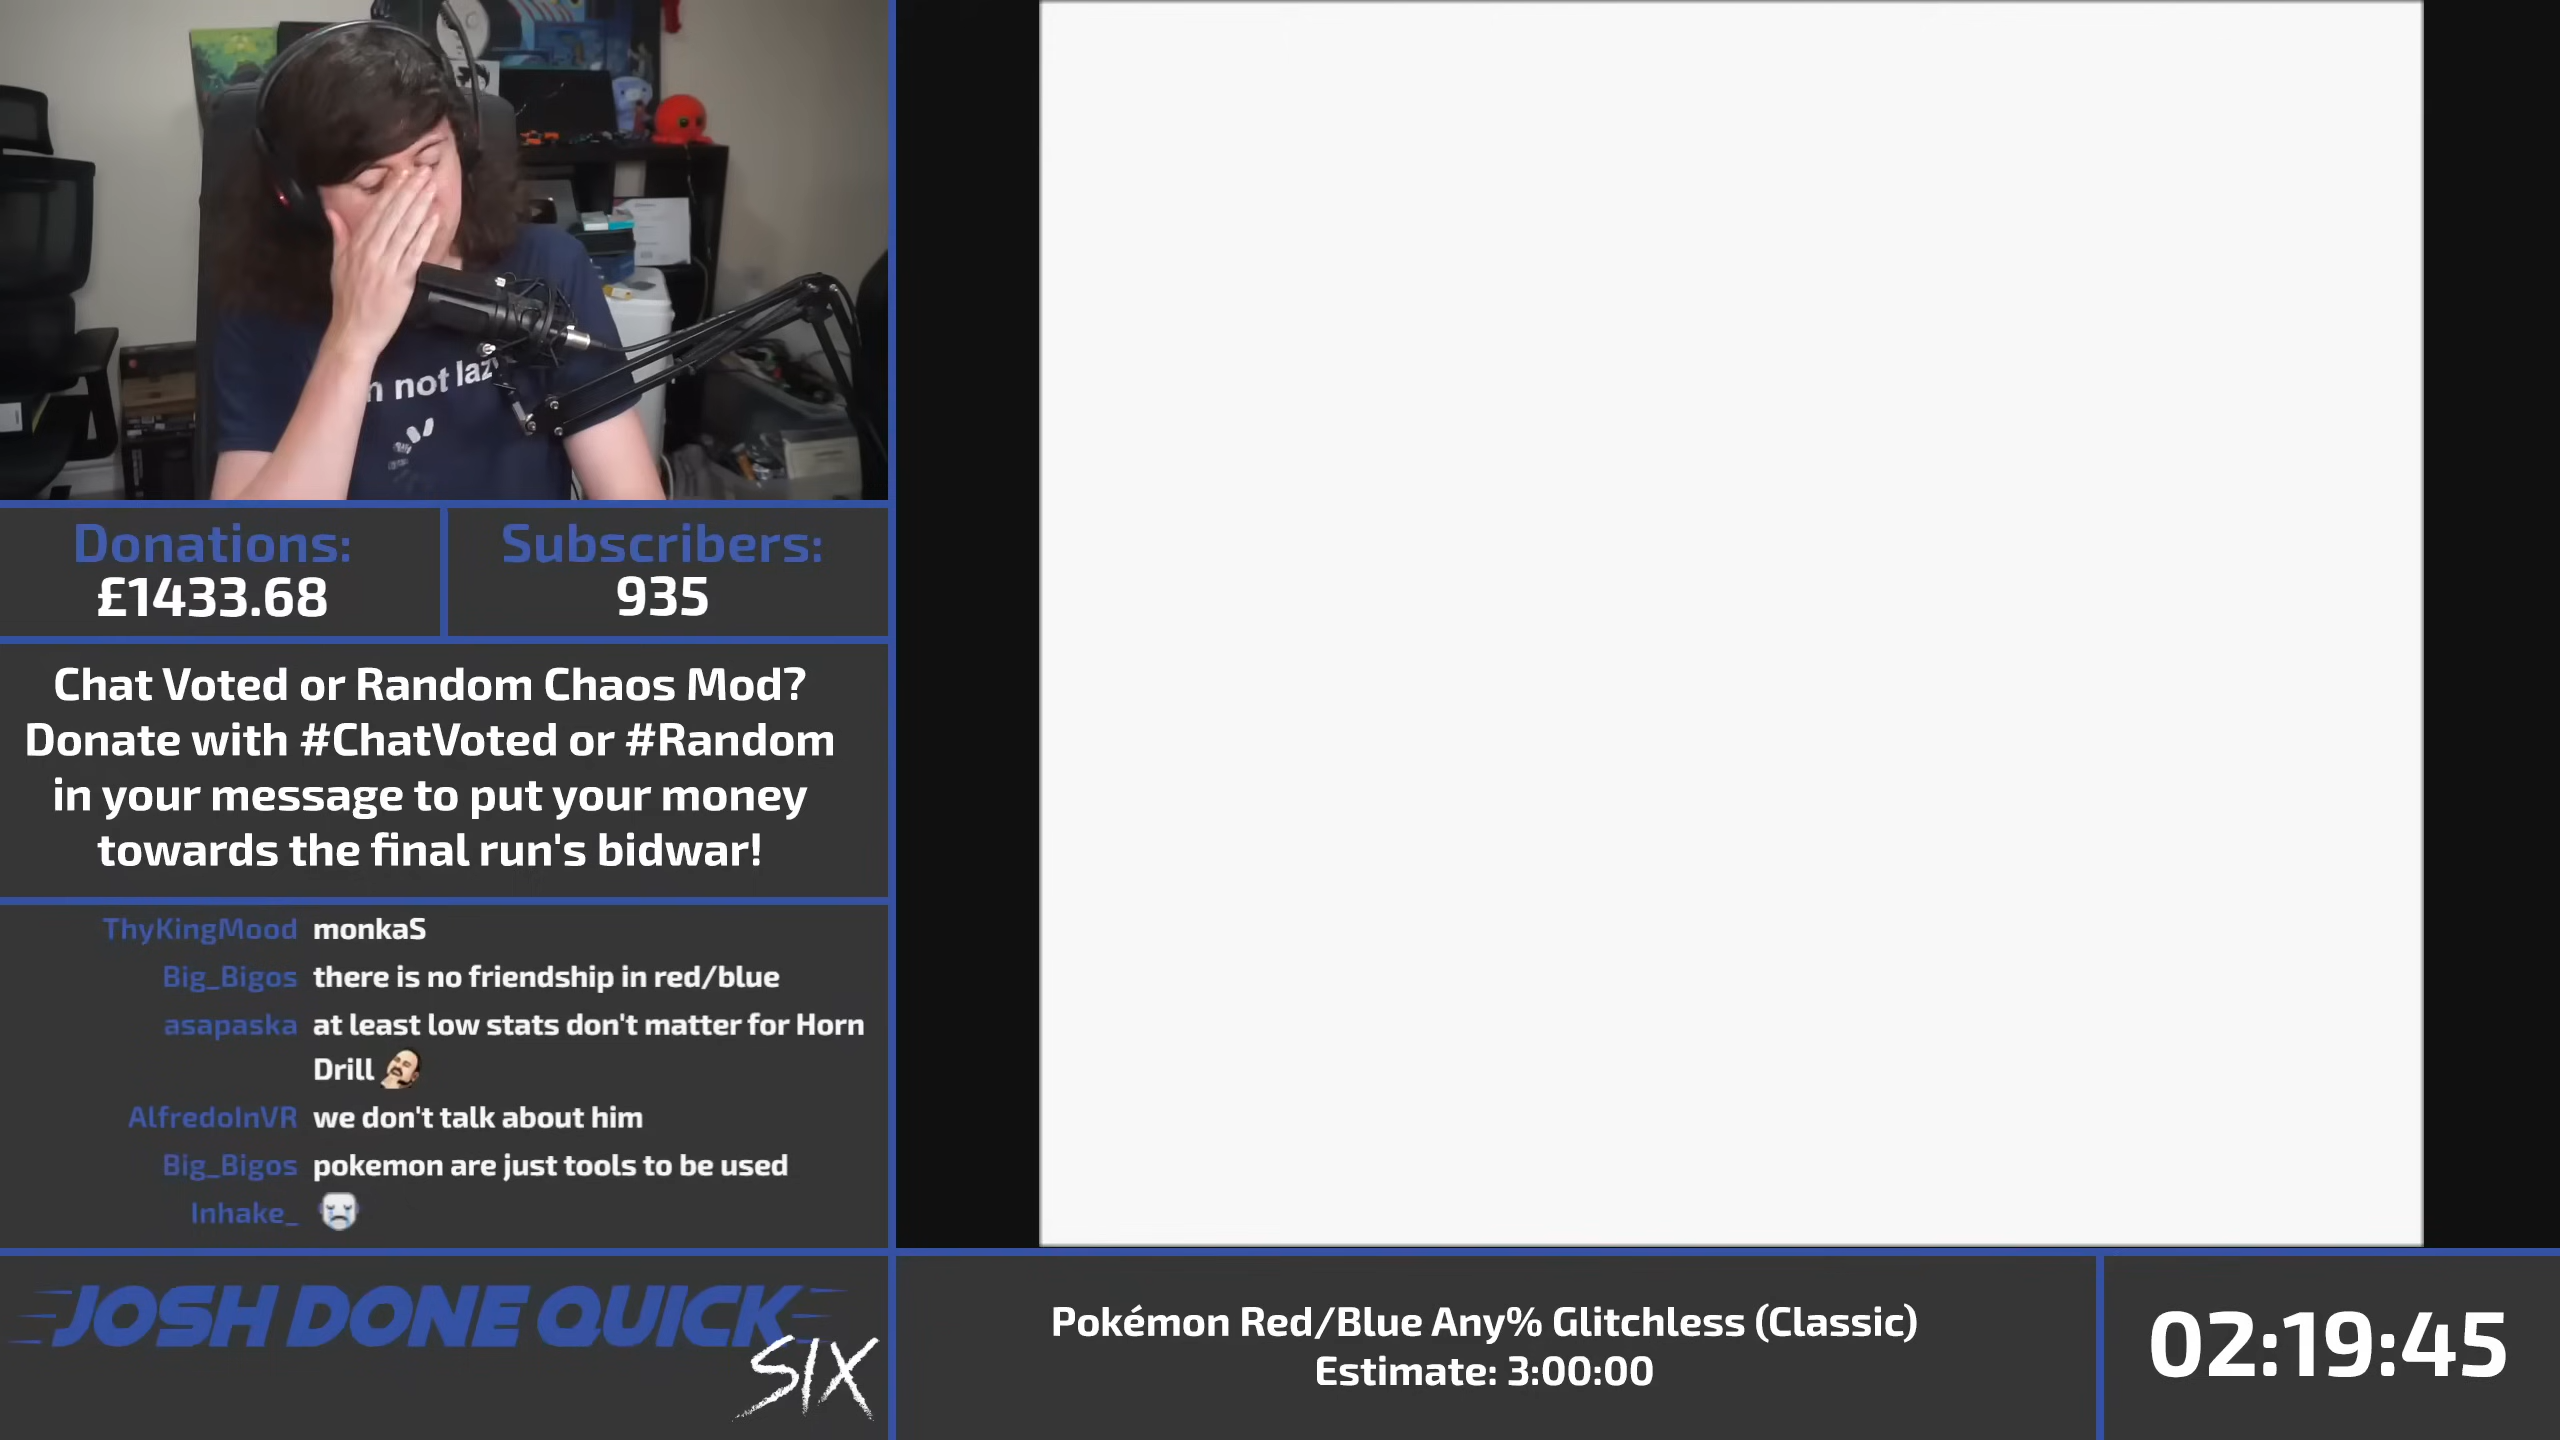 n not lazy
Donations:
£1433.68
Subscribers:
935
Chat Voted or Random Chaos Mod?
Donate with #ChatVoted or #Random
in your message to put your money
towards the final run's bidwar!
ThyKingMood monkaS
Big_Bigos there is no friendship in red/blue
asapaska at least low stats don't matter for Horn
Drill
AlfredoInVR we don't talk about him
Big_Bigos pokemon are just tools to be used
Inhake_
JOSH DONE QUICK
SIX
Pokémon Red/Blue Any% Glitchless (Classic)
Estimate: 3:00:00
02:19:45